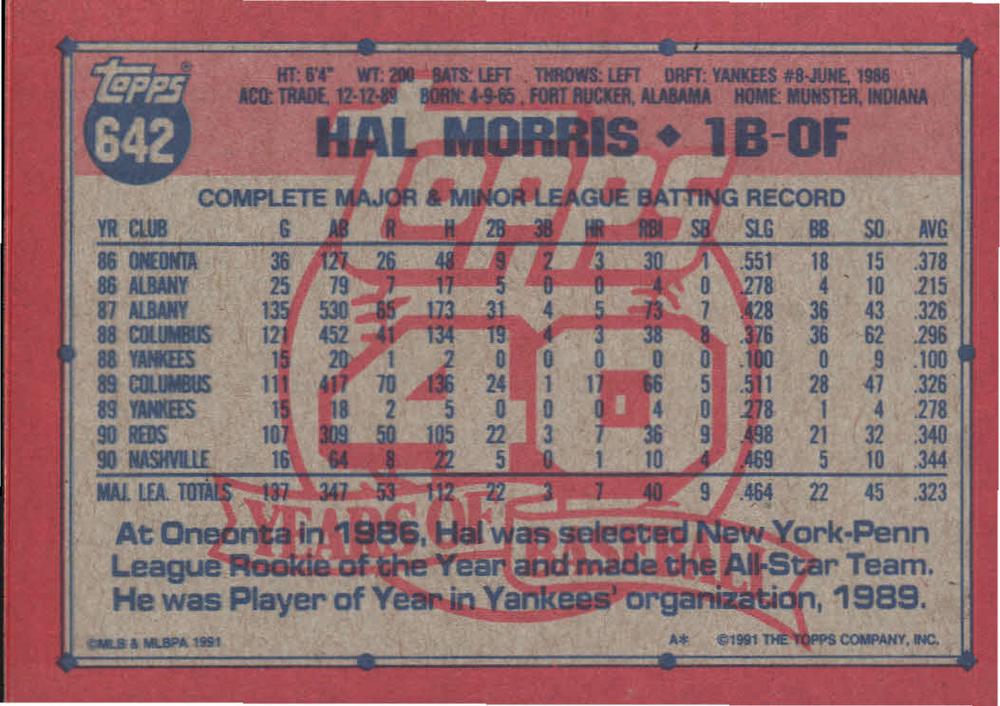 topps®
642
HT: 6'4" WT: 200 BATS: LEFT THROWS: LEFT DRFT: YANKEES #8-JUNE, 1986
ACQ: TRADE, 12-12-89 BORN: 4-9-65, FORT RUCKER, ALABAMA HOME: MUNSTER, INDIANA
HAL MORRIS ◆ 1B-OF
COMPLETE MAJOR & MINOR LEAGUE BATTING RECORD
YR CLUB G AB R H 2B 3B HR RBI SB SLG BB SO AVG
86 ONEONTA 36 127 26 48 9 2 3 30 1 .551 18 15 .378
86 ALBANY 25 79 7 17 5 0 0 4 0 .278 4 10 .215
87 ALBANY 135 530 65 173 31 4 5 73 7 .428 36 43 .326
88 COLUMBUS 121 452 41 134 19 4 3 38 8 .376 36 62 .296
88 YANKEES 15 20 1 2 0 0 0 0 0 .100 0 9 .100
89 COLUMBUS 111 417 70 136 24 1 17 66 5 .511 28 47 .326
89 YANKEES 15 18 2 5 0 0 0 4 0 .278 1 4 .278
90 REDS 107 309 50 105 22 3 7 36 9 .498 21 32 .340
90 NASHVILLE 16 64 8 22 5 0 1 10 4 .469 5 10 .344
MAJ. LEA. TOTALS 137 347 53 112 22 3 7 40 9 .464 22 45 .323
topps
40
YEARS OF
BASEBALL
At Oneonta in 1986, Hal was selected New York-Penn
League Rookie of the Year and made the All-Star Team.
He was Player of Year in Yankees' organization, 1989.
©MLB & MLBPA 1991 A* ©1991 THE TOPPS COMPANY, INC.